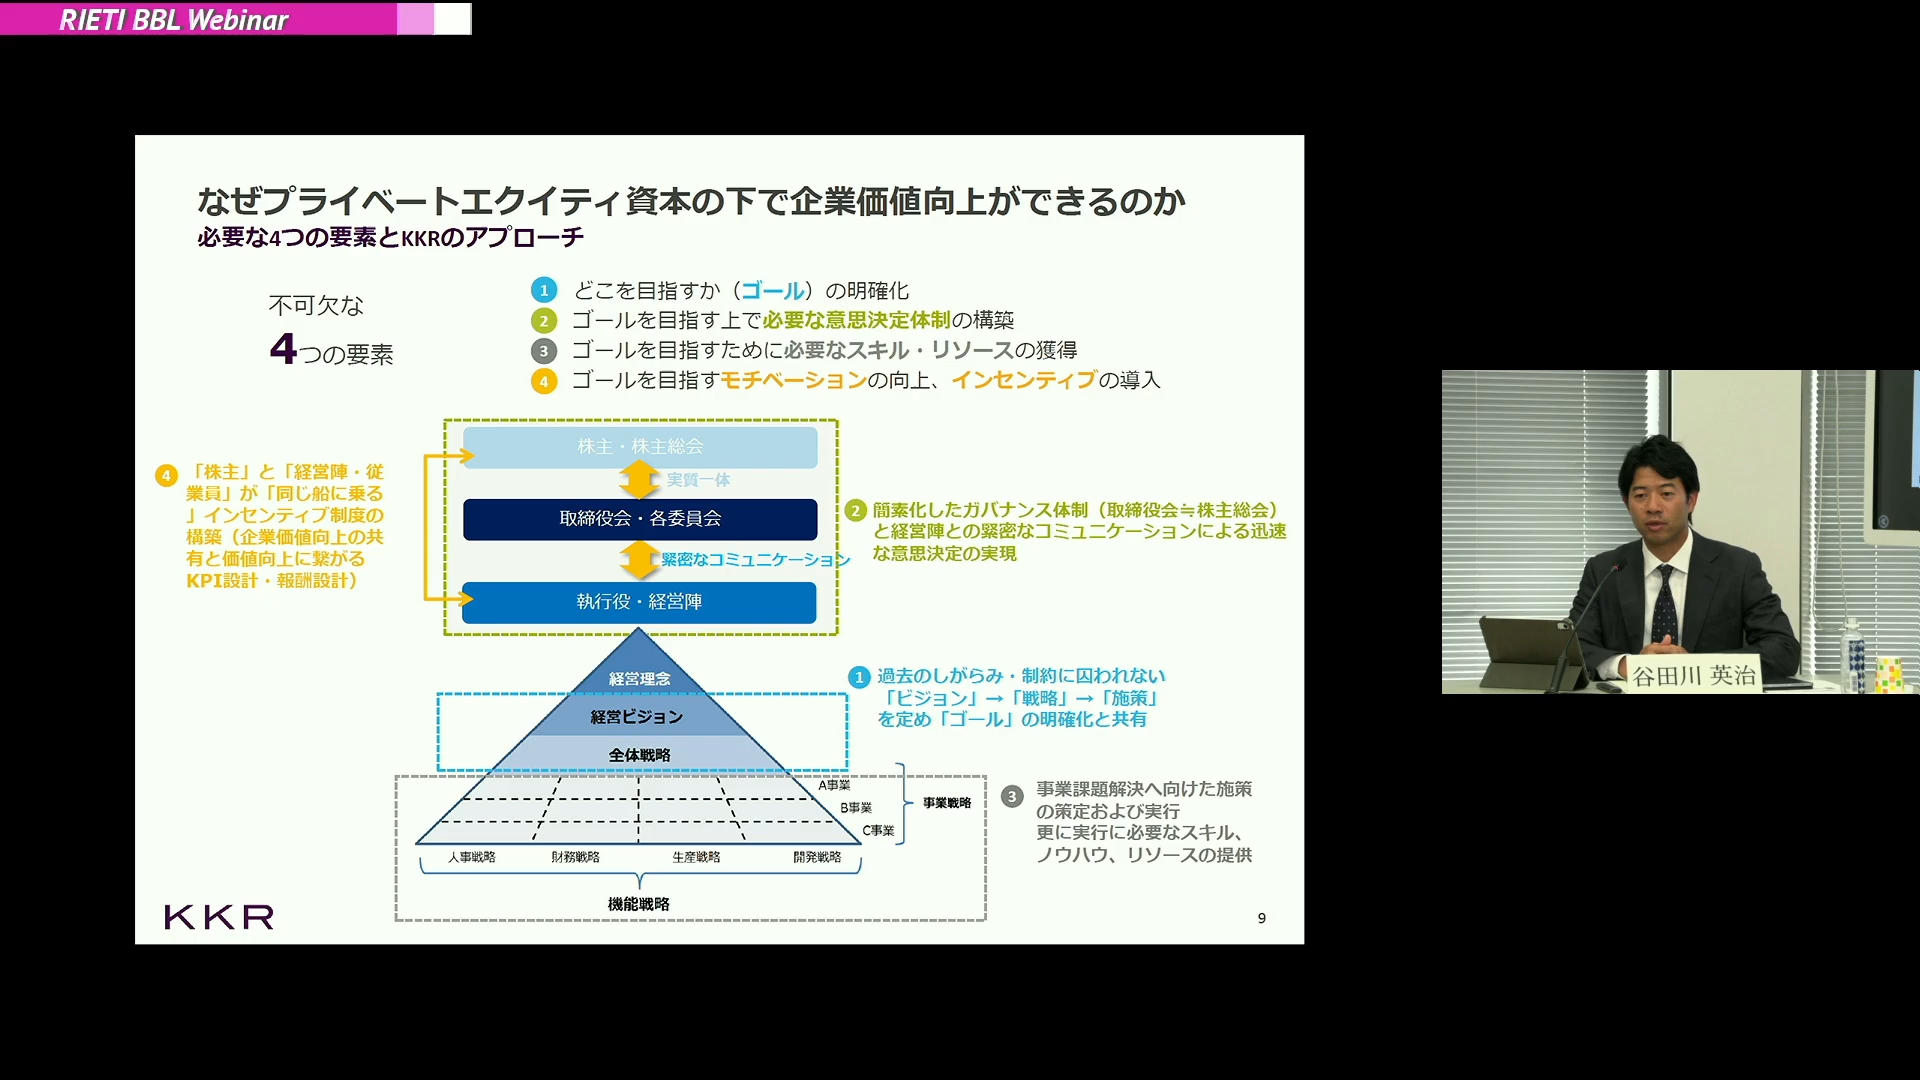 RIETI BBL Webinar
なぜプライベートエクイティ資本の下で企業価値向上ができるのか
必要な4つの要素とKKRのアプローチ
不可欠な
4つの要素
1 どこを目指すか（ゴール）の明確化
2 ゴールを目指す上で必要な意思決定体制の構築
3 ゴールを目指すために必要なスキル・リソースの獲得
4 ゴールを目指すモチベーションの向上、インセンティブの導入
株主・株主総会
実質一体
取締役会・各委員会
緊密なコミュニケーション
執行役・経営陣
4 「株主」と「経営陣・従
業員」が「同じ船に乗る
」インセンティブ制度の
構築（企業価値向上の共
有と価値向上に繋がる
KPI設計・報酬設計）
2 簡素化したガバナンス体制（取締役会≒株主総会）
と経営陣との緊密なコミュニケーションによる迅速
な意思決定の実現
経営理念
経営ビジョン
全体戦略
1 過去のしがらみ・制約に囚われない
「ビジョン」→「戦略」→「施策」
を定め「ゴール」の明確化と共有
A事業
B事業
C事業
事業戦略
人事戦略
財務戦略
生産戦略
開発戦略
機能戦略
3 事業課題解決へ向けた施策
の策定および実行
更に実行に必要なスキル、
ノウハウ、リソースの提供
KKR
9
谷田川 英治